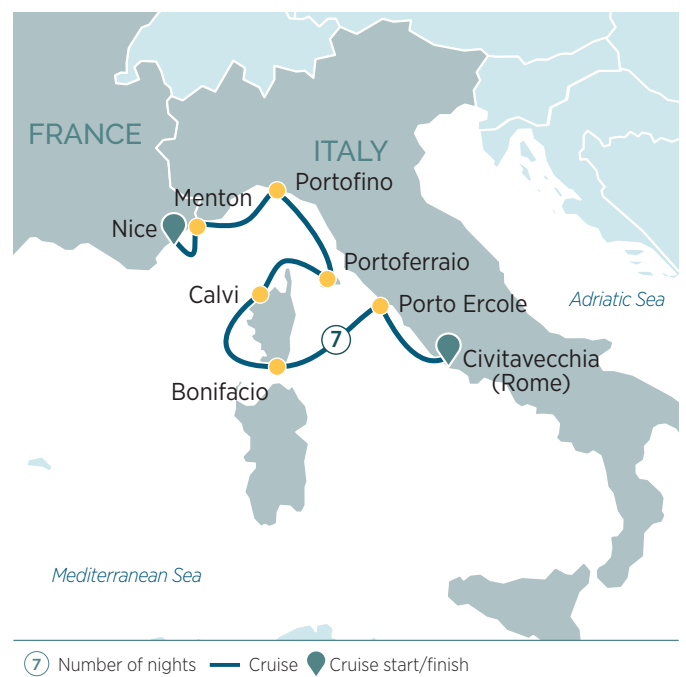 FRANCE
ITALY
Portofino
Menton
Nice
Portoferraio
Calvi
Porto Ercole
Adriatic Sea
7
Civitavecchia
(Rome)
Bonifacio
Mediterranean Sea
7 Number of nights Cruise Cruise start/finish